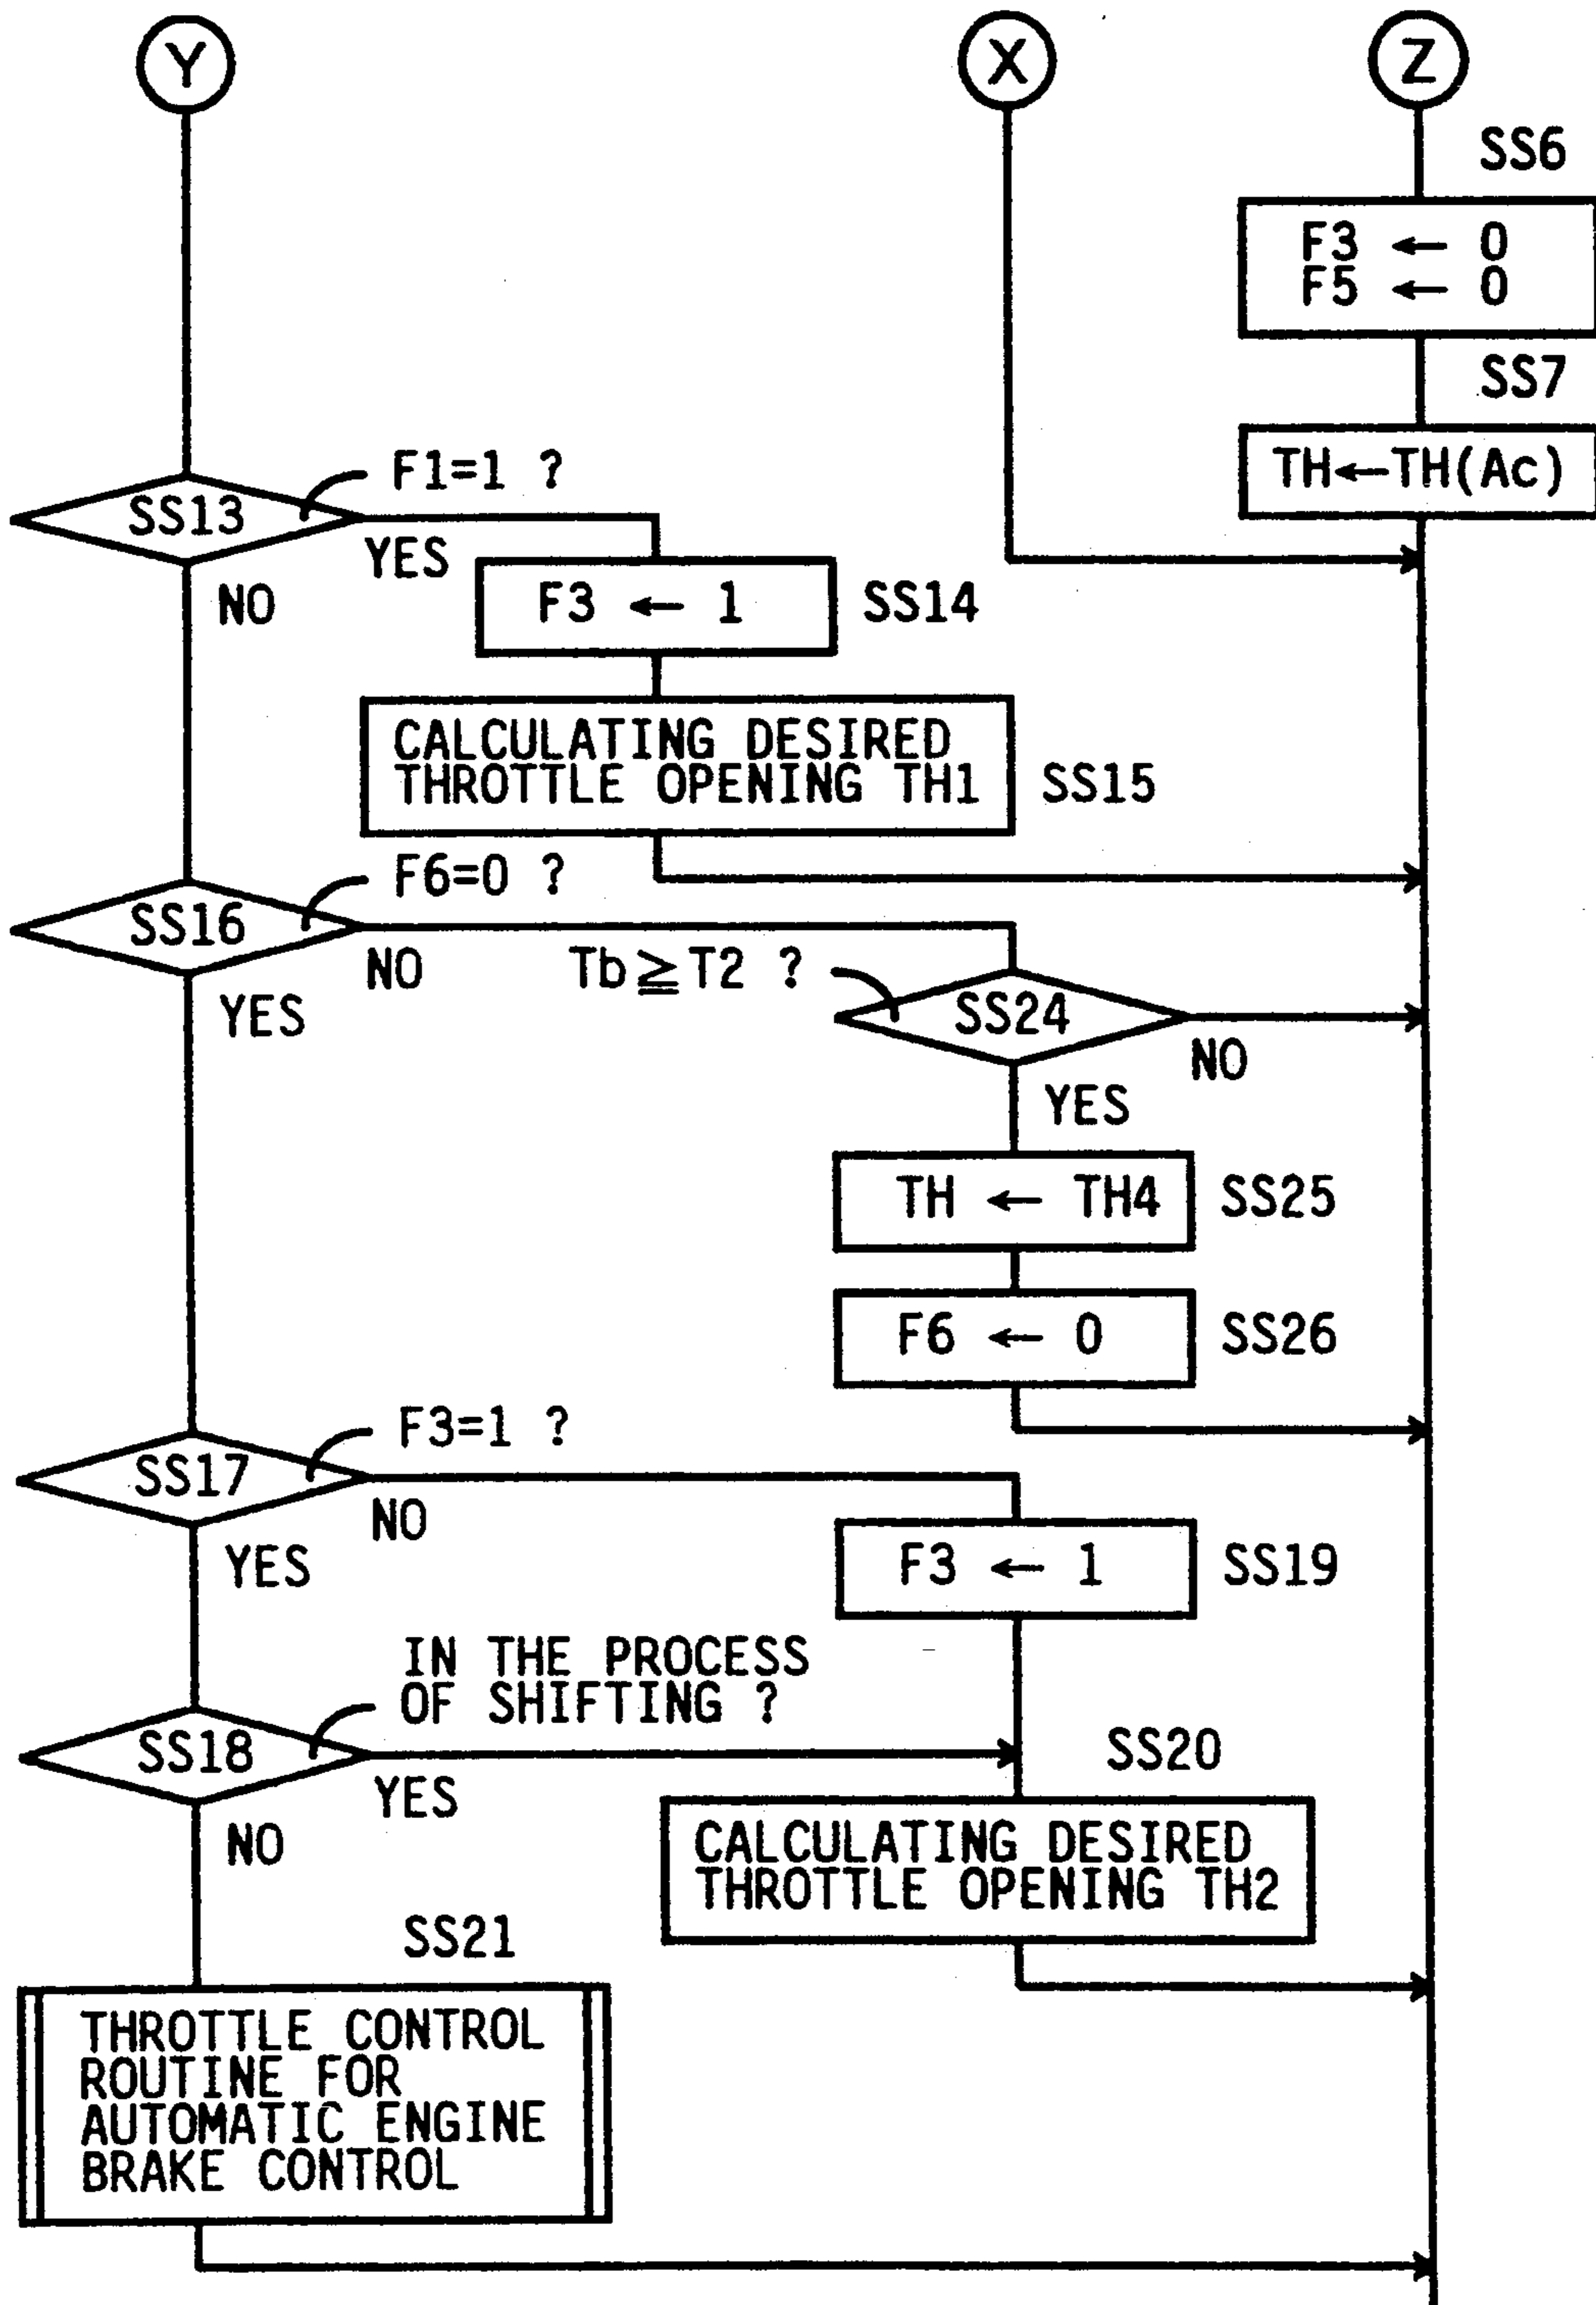 Y
X
Z
SS6
F3 ← 0
F5 ← 0
SS7
TH←TH(Ac)
F1=1 ?
SS13
YES
NO
F3 ← 1
SS14
CALCULATING DESIRED
THROTTLE OPENING TH1
SS15
F6=0 ?
SS16
NO
YES
Tb≧T2 ?
SS24
NO
YES
TH ← TH4
SS25
F6 ← 0
SS26
F3=1 ?
SS17
NO
YES
F3 ← 1
SS19
IN THE PROCESS
OF SHIFTING ?
SS18
YES
NO
SS20
CALCULATING DESIRED
THROTTLE OPENING TH2
SS21
THROTTLE CONTROL
ROUTINE FOR
AUTOMATIC ENGINE
BRAKE CONTROL